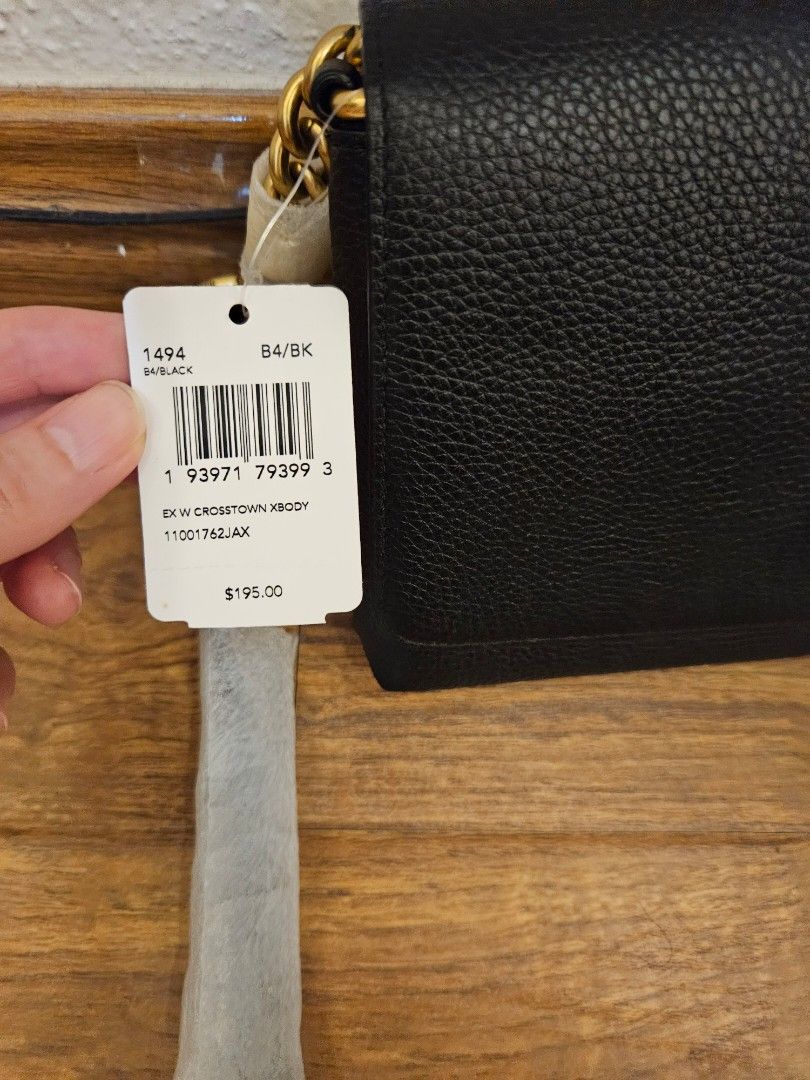 1494 B4/BK
B4/BLACK
1 93971 79399 3
EX W CROSSTOWN XBODY
11001762JAX
$195.00